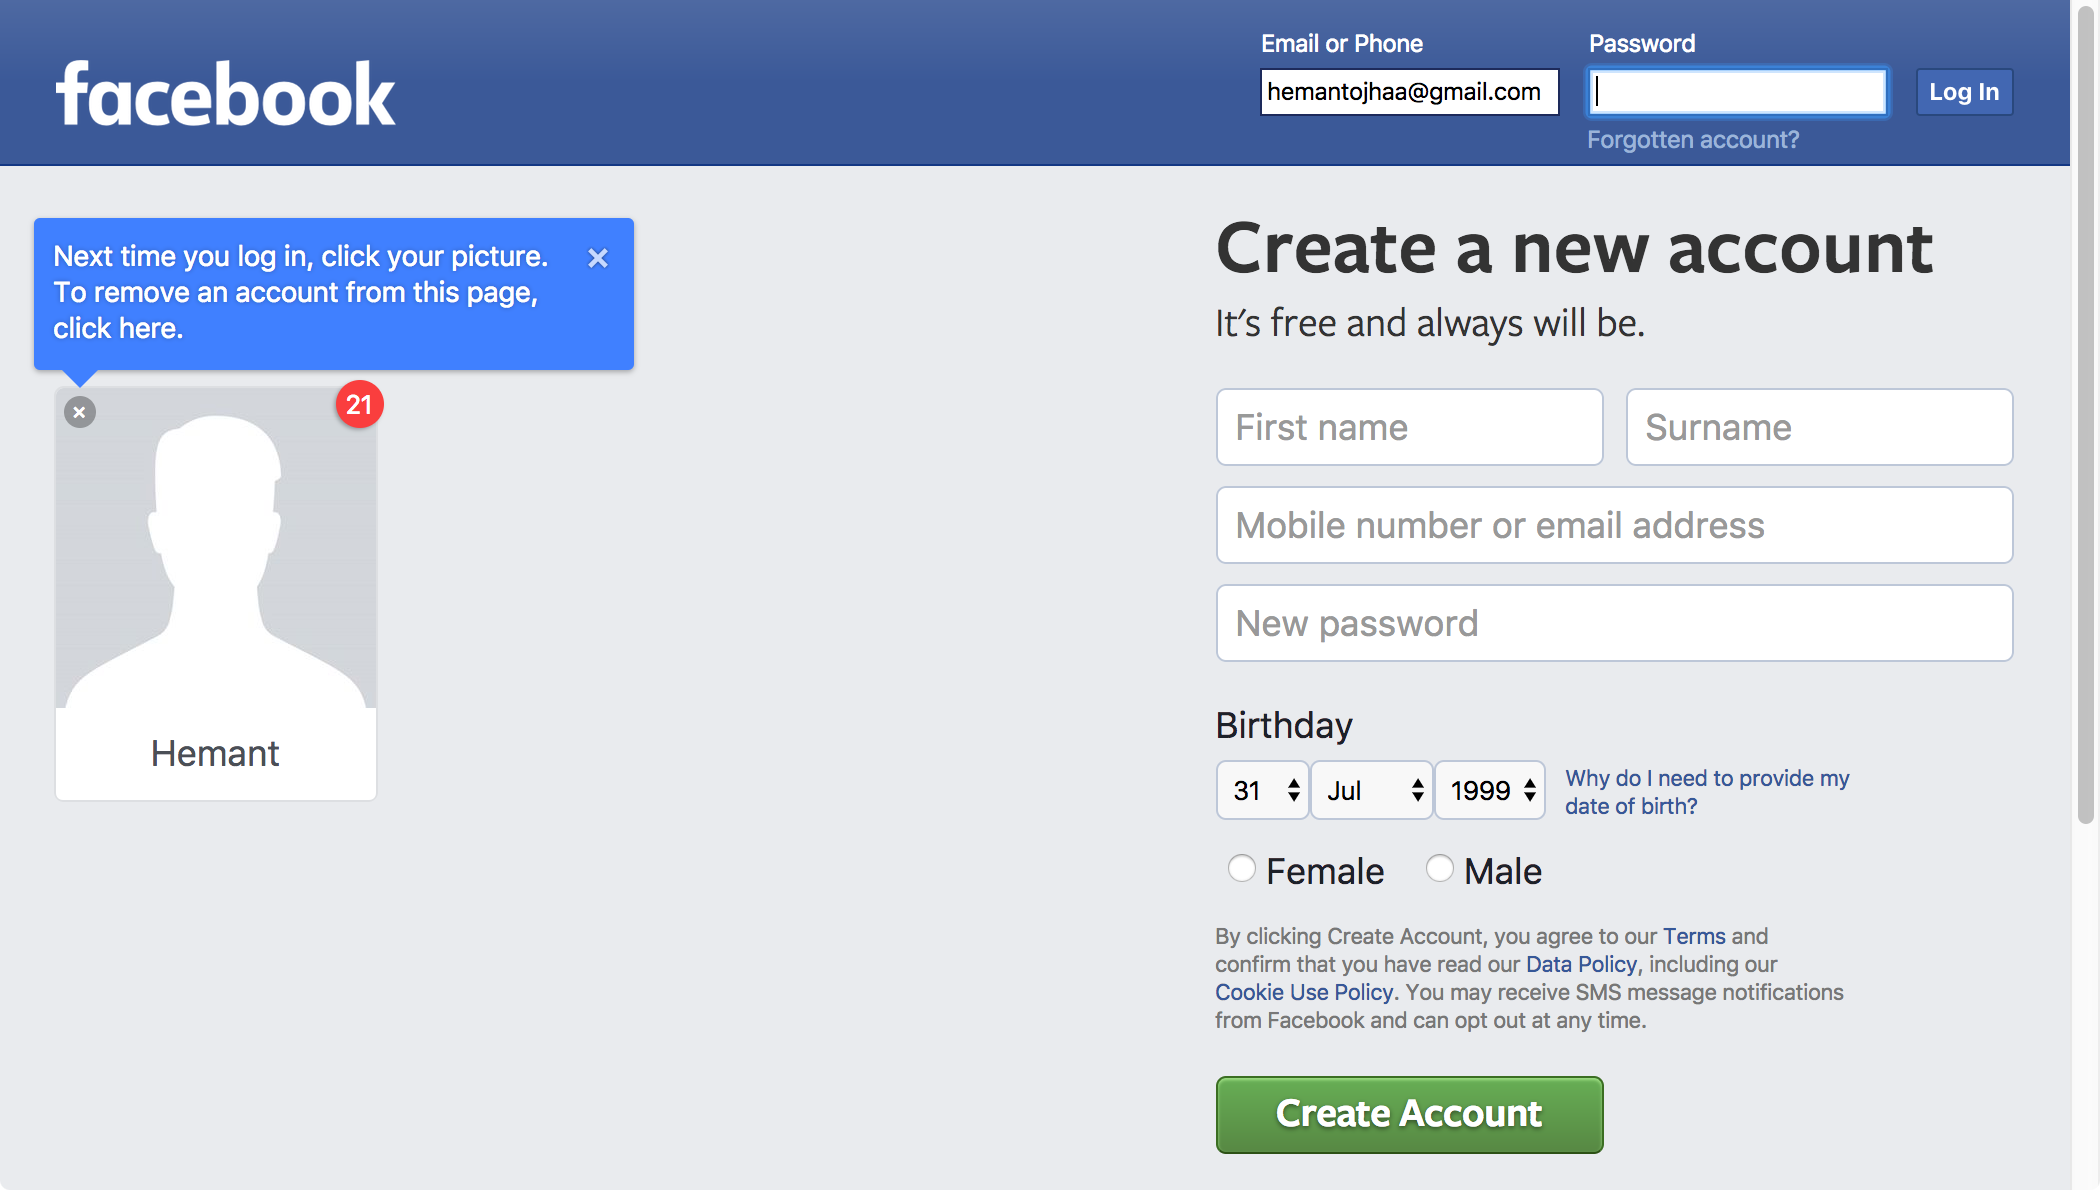 facebook
Email or Phone
Password
hemantojhaa@gmail.com
Log In
Forgotten account?
Next time you log in, click your picture.
To remove an account from this page,
click here.
21
Hemant
Create a new account
It's free and always will be.
First name
Surname
Mobile number or email address
New password
Birthday
31
Jul
1999
Why do I need to provide my
date of birth?
Female
Male
By clicking Create Account, you agree to our Terms and
confirm that you have read our Data Policy, including our
Cookie Use Policy. You may receive SMS message notifications
from Facebook and can opt out at any time.
Create Account